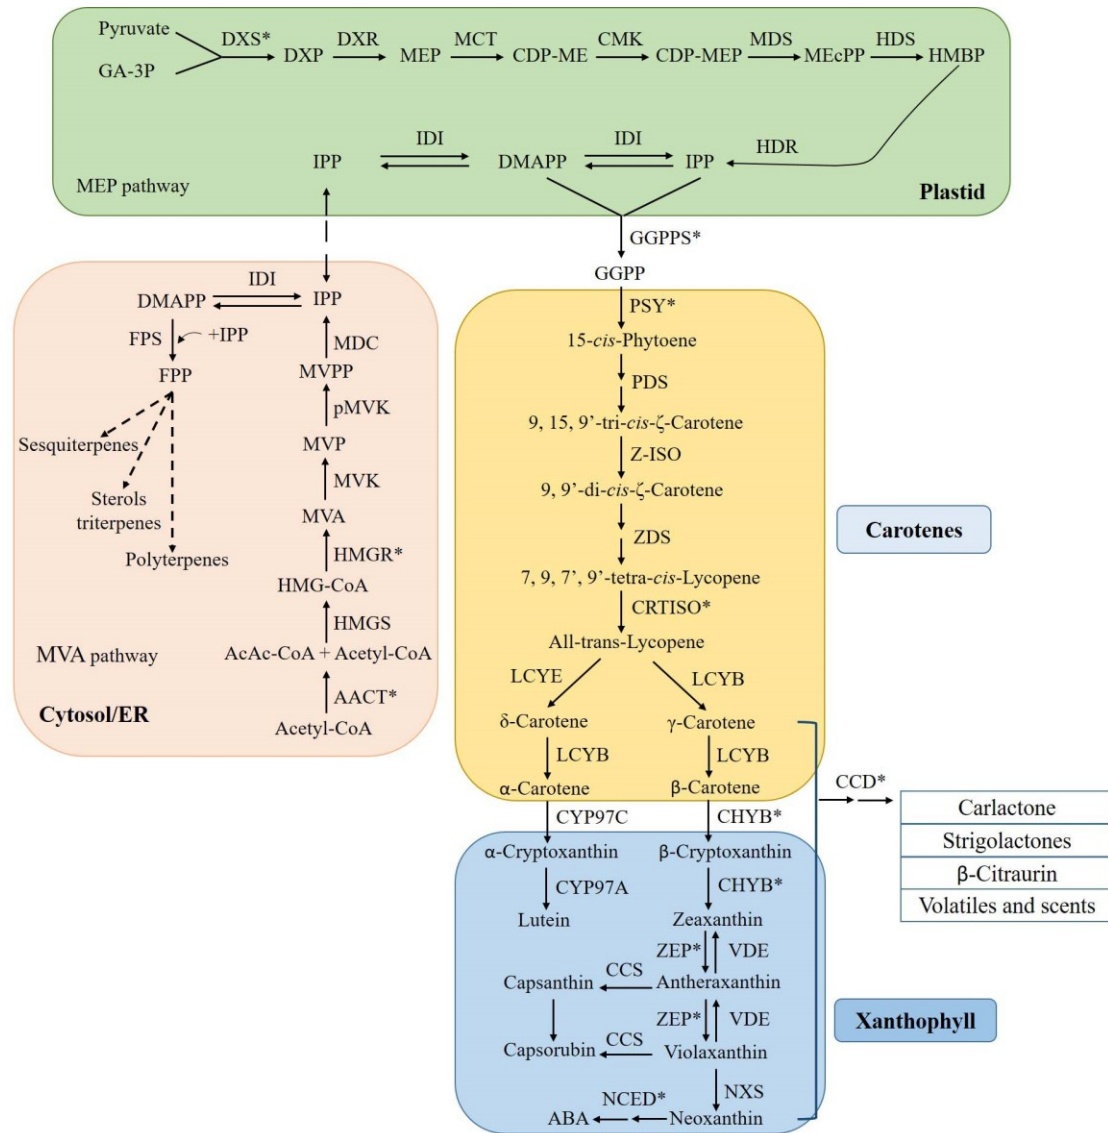 Pyruvate
GA-3P
DXS*
DXP
DXR
MEP
MCT
CDP-ME
CMK
CDP-MEP
MDS
MEcPP
HDS
HMBP
IPP
IDI
DMAPP
IDI
IPP
HDR
MEP pathway
Plastid
GGPPS*
GGPP
DMAPP
IDI
IPP
FPS
+IPP
FPP
Sesquiterpenes
Sterols
triterpenes
Polyterpenes
MDC
MVPP
pMVK
MVP
MVK
MVA
HMGR*
HMG-CoA
HMGS
AcAc-CoA + Acetyl-CoA
AACT*
Acetyl-CoA
MVA pathway
Cytosol/ER
PSY*
15-cis-Phytoene
PDS
9, 15, 9’-tri-cis-ζ-Carotene
Z-ISO
9, 9’-di-cis-ζ-Carotene
ZDS
7, 9, 7’, 9’-tetra-cis-Lycopene
CRTISO*
All-trans-Lycopene
LCYE
LCYB
δ-Carotene
γ-Carotene
LCYB
LCYB
α-Carotene
β-Carotene
Carotenes
CYP97C
CHYB*
α-Cryptoxanthin
β-Cryptoxanthin
CYP97A
CHYB*
Lutein
Zeaxanthin
ZEP*
VDE
Capsanthin
CCS
Antheraxanthin
ZEP*
VDE
Capsorubin
CCS
Violaxanthin
NXS
ABA
NCED*
Neoxanthin
Xanthophyll
CCD*
Carlactone
Strigolactones
β-Citraurin
Volatiles and scents